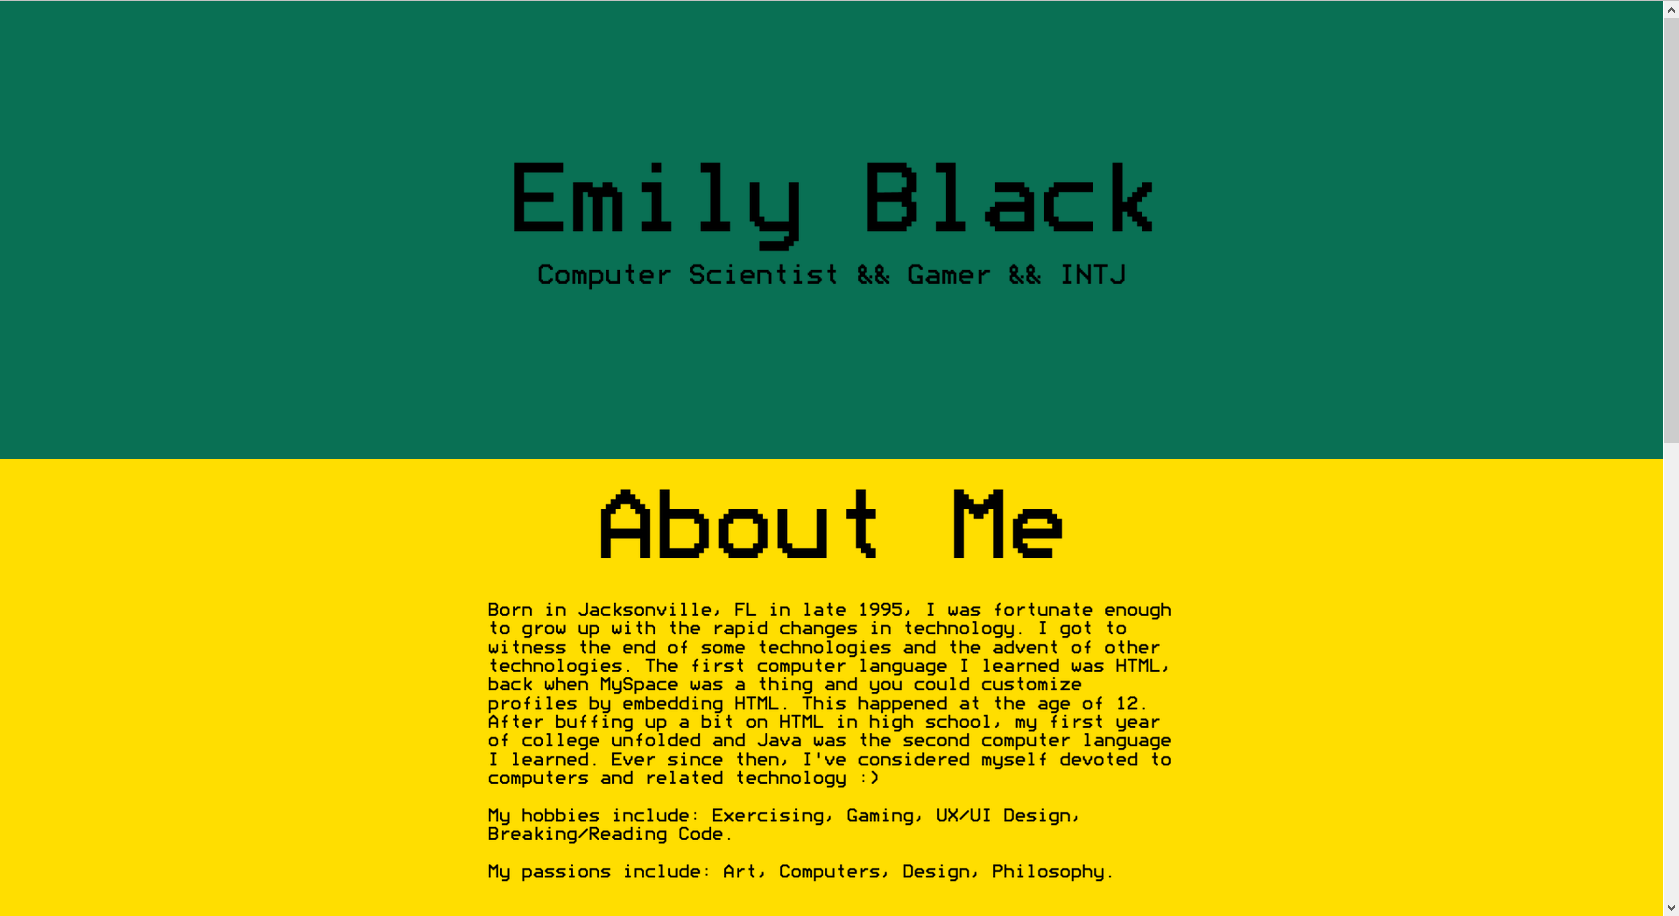 Emily Black
Computer Scientist && Gamer && INTJ
About Me
Born in Jacksonville, FL in late 1995, I was fortunate enough
to grow up with the rapid changes in technology. I got to
witness the end of some technologies and the advent of other
technologies. The first computer language I learned was HTML,
back when MySpace was a thing and you could customize
profiles by embedding HTML. This happened at the age of 12.
After buffing up a bit on HTML in high school, my first year
of college unfolded and Java was the second computer language
I learned. Ever since then, I've considered myself devoted to
computers and related technology :)
My hobbies include: Exercising, Gaming, UX/UI Design,
Breaking/Reading Code.
My passions include: Art, Computers, Design, Philosophy.